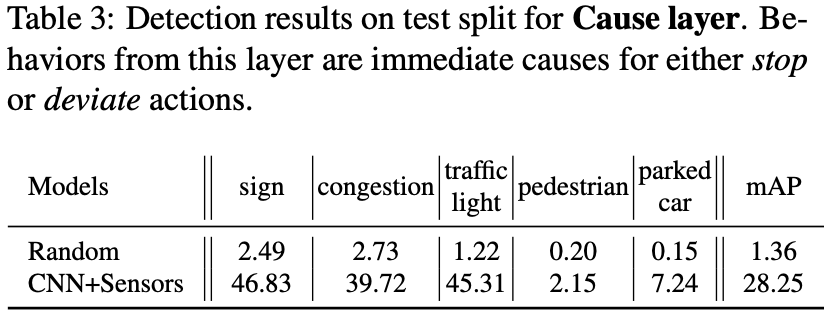 Table 3: Detection results on test split for Cause layer. Be-
haviors from this layer are immediate causes for either stop
or deviate actions.
Models sign congestion traffic light pedestrian parked car mAP
Random 2.49 2.73 1.22 0.20 0.15 1.36
CNN+Sensors 46.83 39.72 45.31 2.15 7.24 28.25